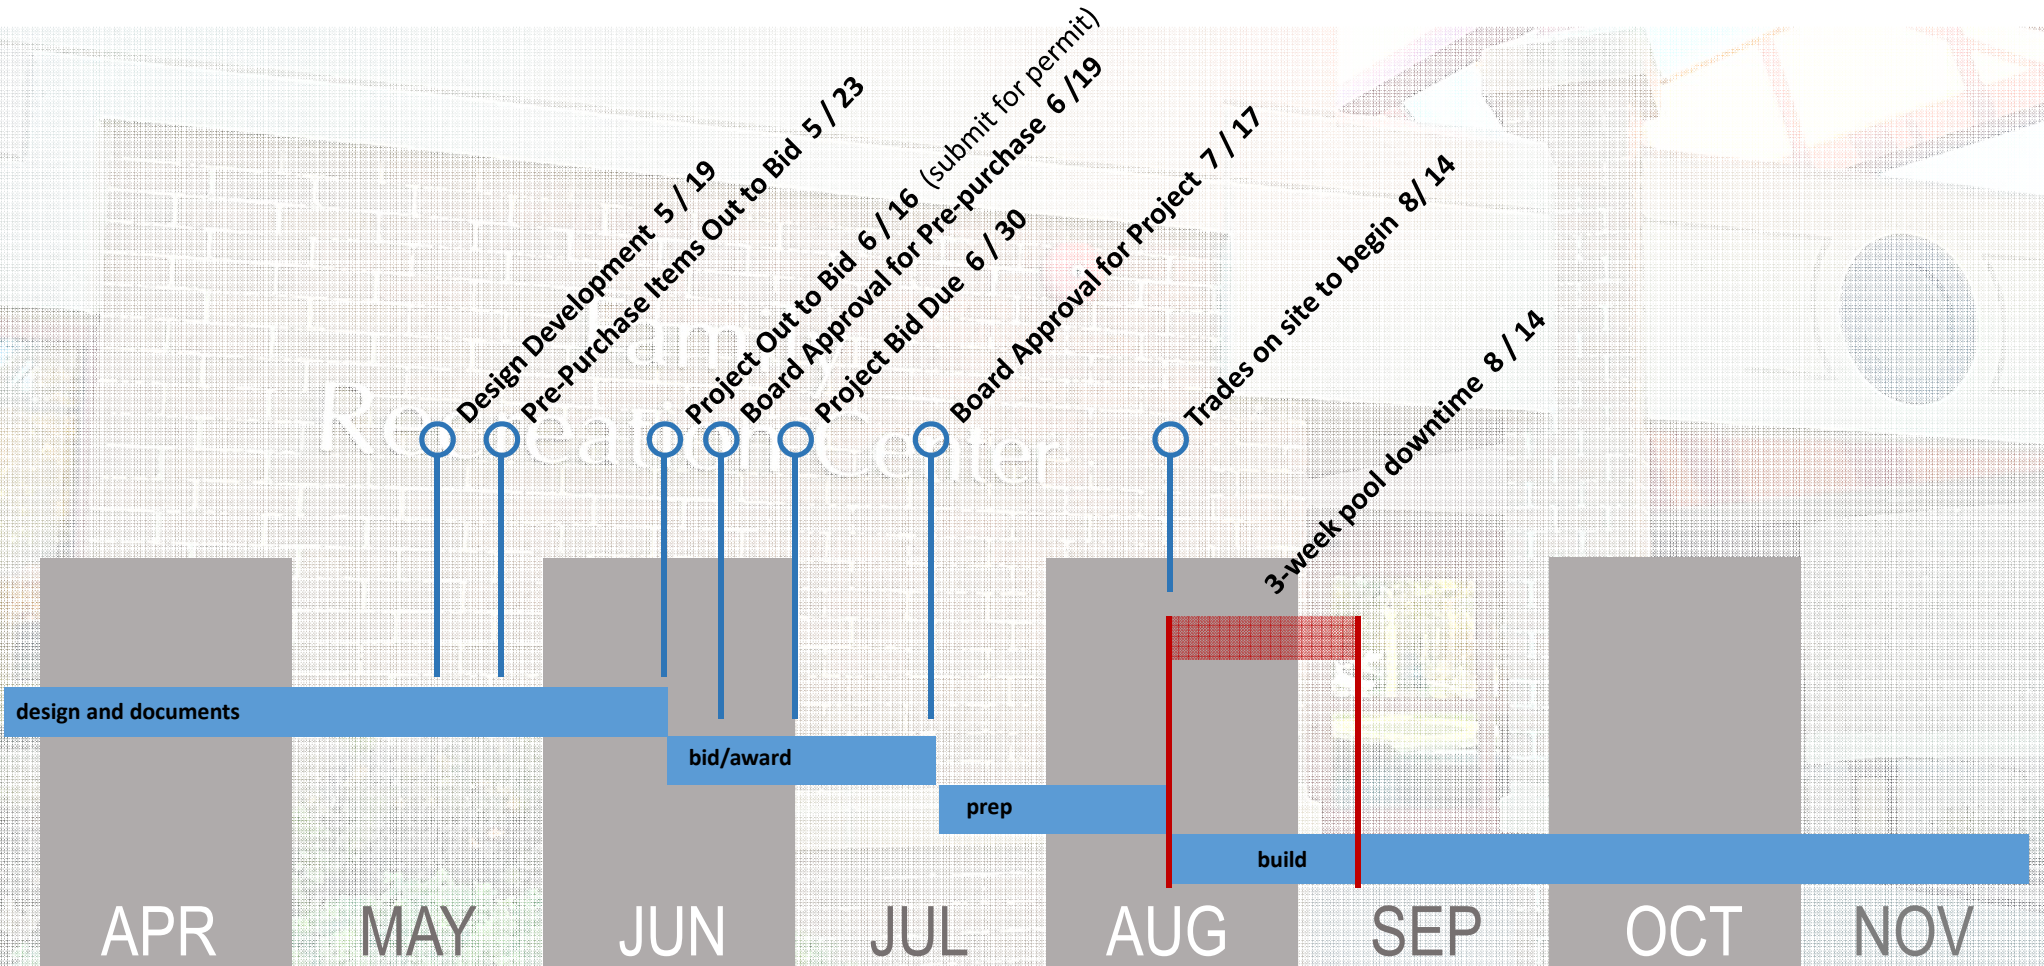 Design Development 5 / 19
Pre-Purchase Items Out to Bid 5 / 23
Project Out to Bid 6 / 16 (submit for permit)
Board Approval for Pre-purchase 6 /19
Project Bid Due 6 / 30
Board Approval for Project 7 / 17
Trades on site to begin 8/ 14
3-week pool downtime 8 / 14
Recreation Center
design and documents
bid/award
prep
build
APR
MAY
JUN
JUL
AUG
SEP
OCT
NOV